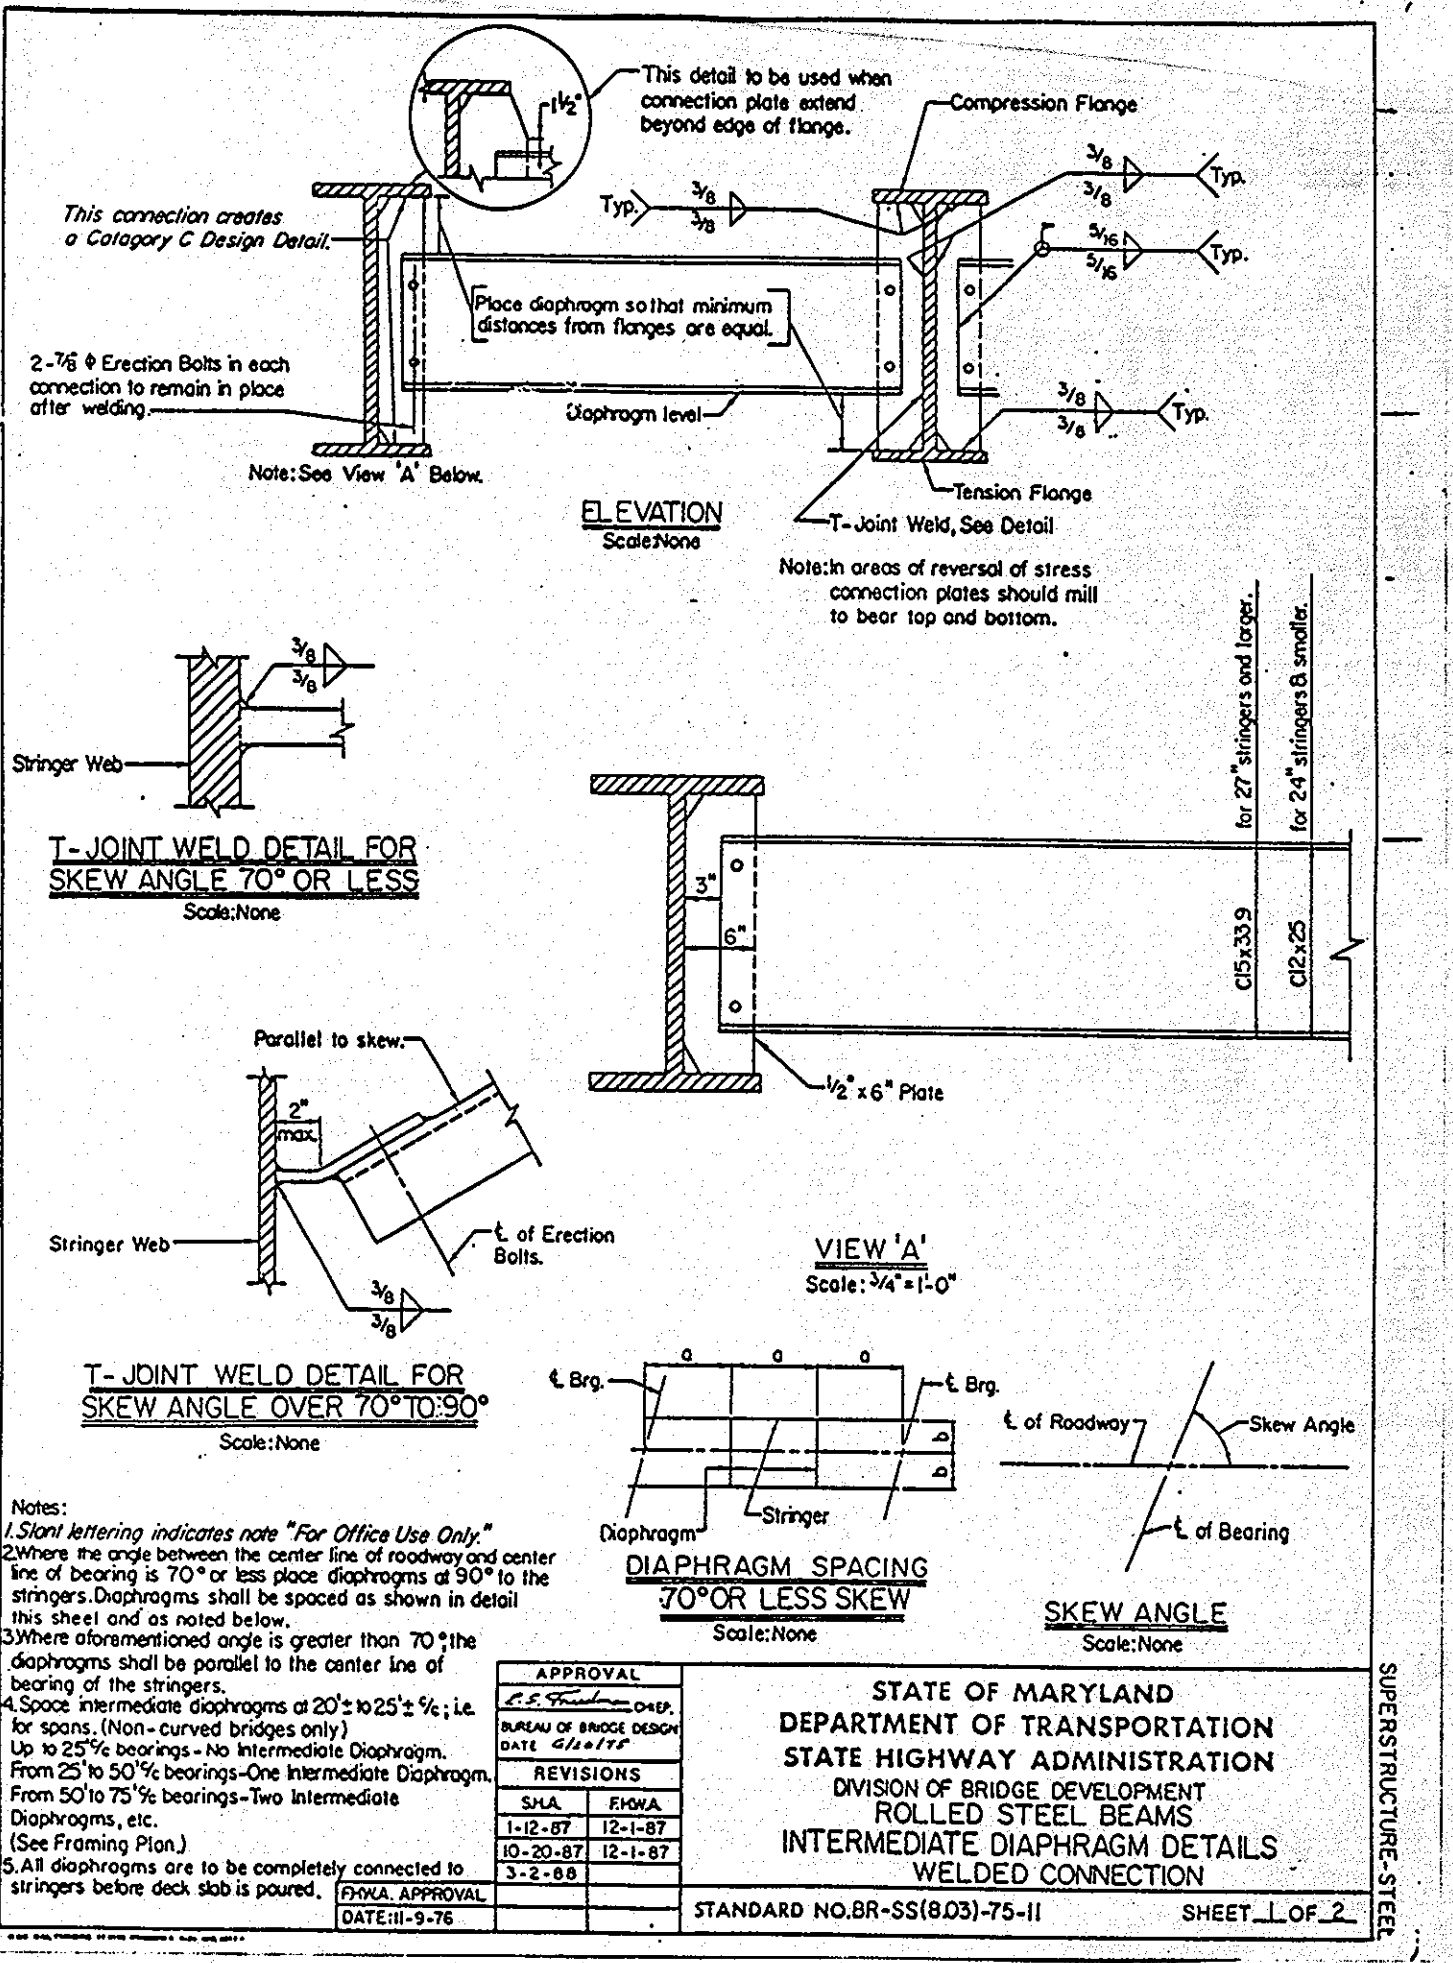 This detail to be used when
connection plate extend
beyond edge of flange.
1½"
Compression Flange
This connection creates
a Catagory C Design Detail.
Typ.
3/8
3/8
3/8
3/8
Typ.
5/16
5/16
Typ.
Place diaphragm so that minimum
distances from flanges are equal.
2-7/8 ϕ Erection Bolts in each
connection to remain in place
after welding.
Diaphragm level
3/8
3/8
Typ.
Note: See View 'A' Below.
Tension Flange
ELEVATION
Scale:None
T-Joint Weld, See Detail
Note: In areas of reversal of stress
connection plates should mill
to bear top and bottom.
3/8
3/8
Stringer Web
T-JOINT WELD DETAIL FOR
SKEW ANGLE 70° OR LESS
Scale:None
for 27" stringers and larger.
for 24" stringers & smaller.
C15x33.9
C12x25
3"
6"
1/2" x 6" Plate
VIEW 'A'
Scale: 3/4" = 1'-0"
Parallel to skew.
2"
max.
Stringer Web
℄ of Erection
Bolts.
3/8
3/8
T-JOINT WELD DETAIL FOR
SKEW ANGLE OVER 70° TO 90°
Scale:None
a a a
℄ Brg.
℄ Brg.
b
b
Diaphragm
Stringer
DIAPHRAGM SPACING
70° OR LESS SKEW
Scale:None
℄ of Roadway
Skew Angle
℄ of Bearing
SKEW ANGLE
Scale:None
Notes:
1. Slant lettering indicates note "For Office Use Only."
2. Where the angle between the center line of roadway and center
line of bearing is 70° or less place diaphragms at 90° to the
stringers. Diaphragms shall be spaced as shown in detail
this sheet and as noted below.
3. Where aforementioned angle is greater than 70°, the
diaphragms shall be parallel to the center line of
bearing of the stringers.
4. Space intermediate diaphragms at 20'± to 25'± c/c; i.e.
for spans. (Non-curved bridges only)
Up to 25' c/c bearings - No Intermediate Diaphragm.
From 25' to 50' c/c bearings-One Intermediate Diaphragm.
From 50' to 75' c/c bearings-Two Intermediate
Diaphragms, etc.
(See Framing Plan.)
5. All diaphragms are to be completely connected to
stringers before deck slab is poured.
F.H.W.A. APPROVAL
DATE: 11-9-76
APPROVAL
BUREAU OF BRIDGE DESIGN
DATE
REVISIONS
S.H.A. F.H.W.A.
1-12-87 12-1-87
10-20-87 12-1-87
3-2-88
STATE OF MARYLAND
DEPARTMENT OF TRANSPORTATION
STATE HIGHWAY ADMINISTRATION
DIVISION OF BRIDGE DEVELOPMENT
ROLLED STEEL BEAMS
INTERMEDIATE DIAPHRAGM DETAILS
WELDED CONNECTION
STANDARD NO. BR-SS(8.03)-75-11 SHEET 1 OF 2
SUPERSTRUCTURE-STEEL